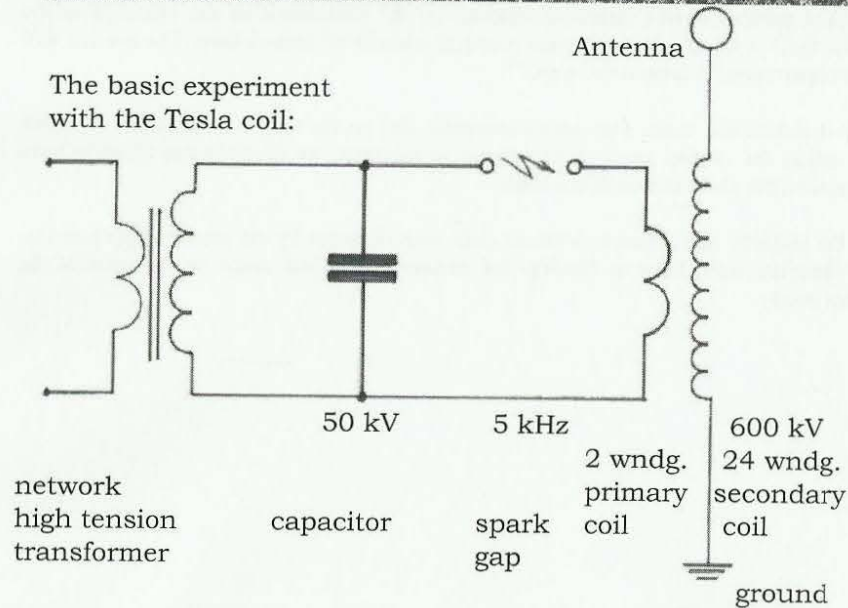 Antenna
The basic experiment
with the Tesla coil:
50 kV
5 kHz
600 kV
2 wndg.
primary
coil
24 wndg.
secondary
coil
network
high tension
transformer
capacitor
spark
gap
ground